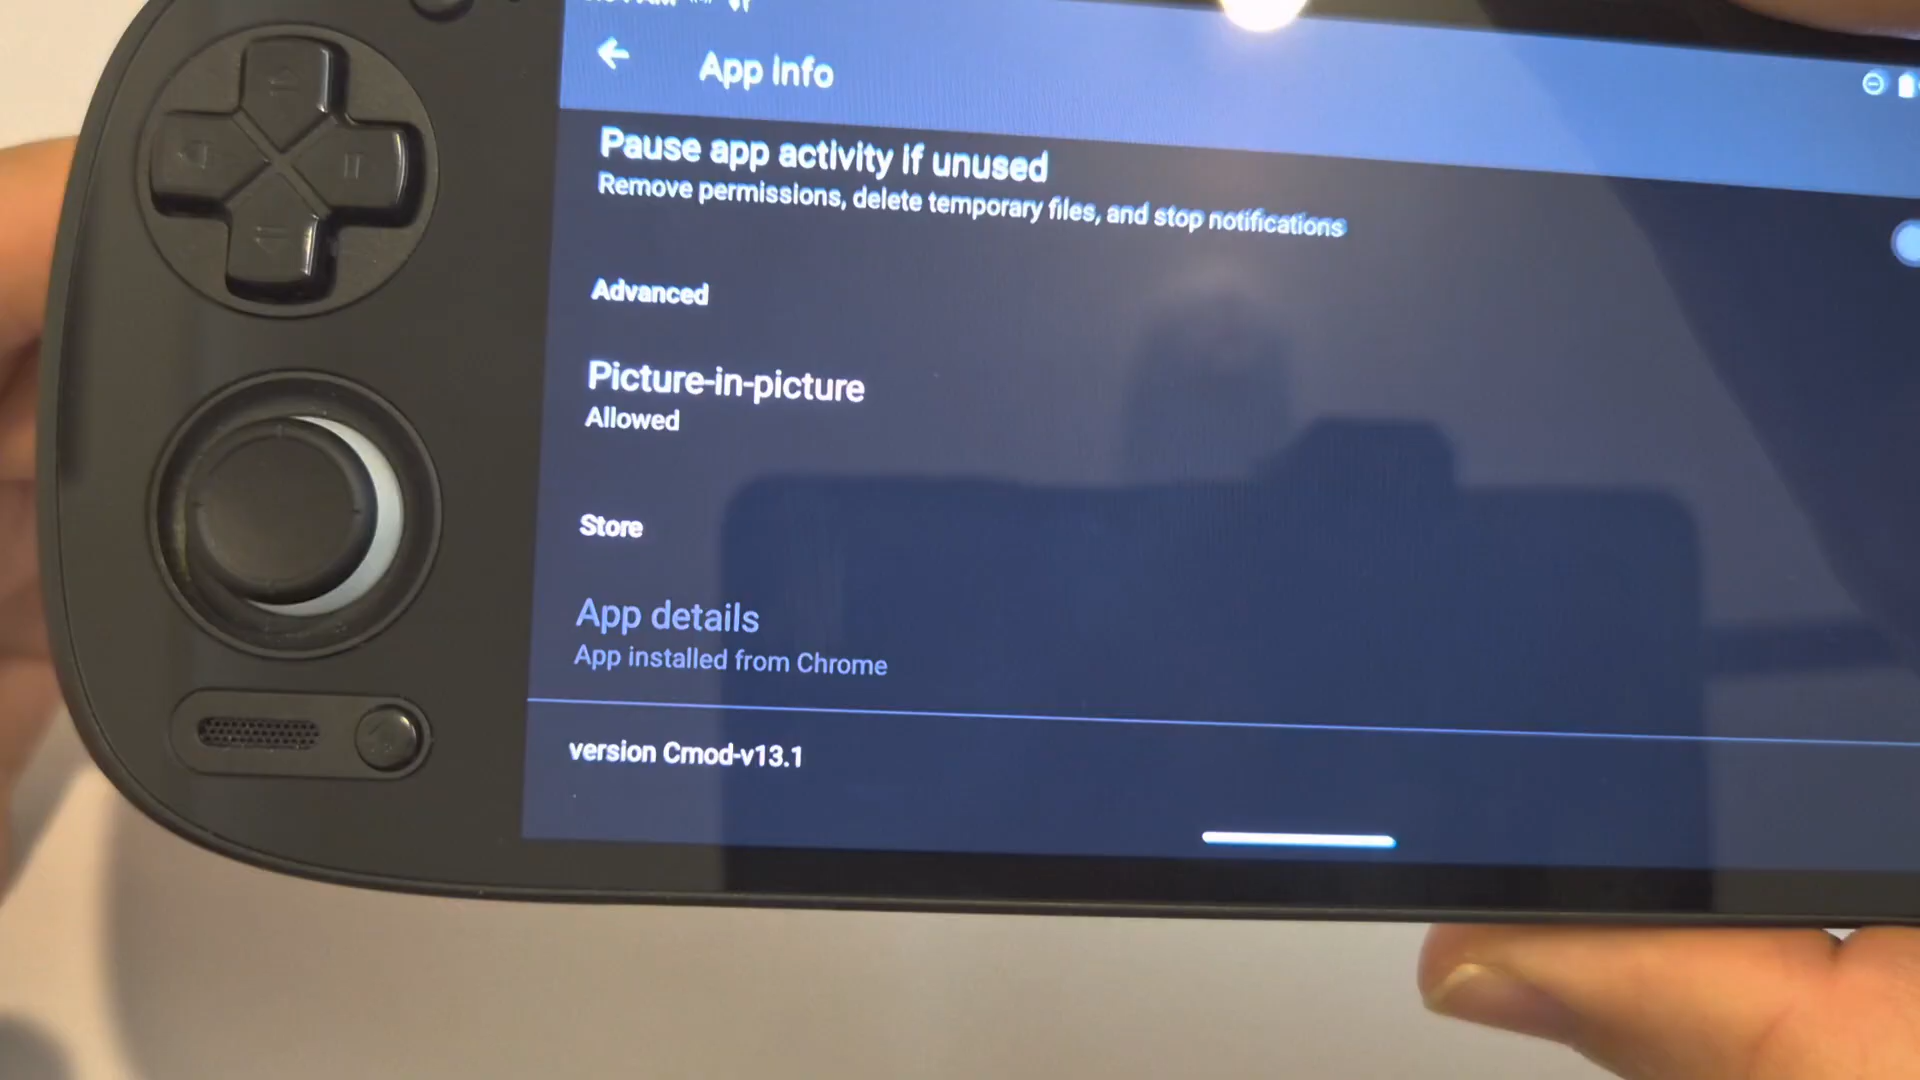 App info
Pause app activity if unused
Remove permissions, delete temporary files, and stop notifications
Advanced
Picture-in-picture
Allowed
Store
App details
App installed from Chrome
version Cmod-v13.1